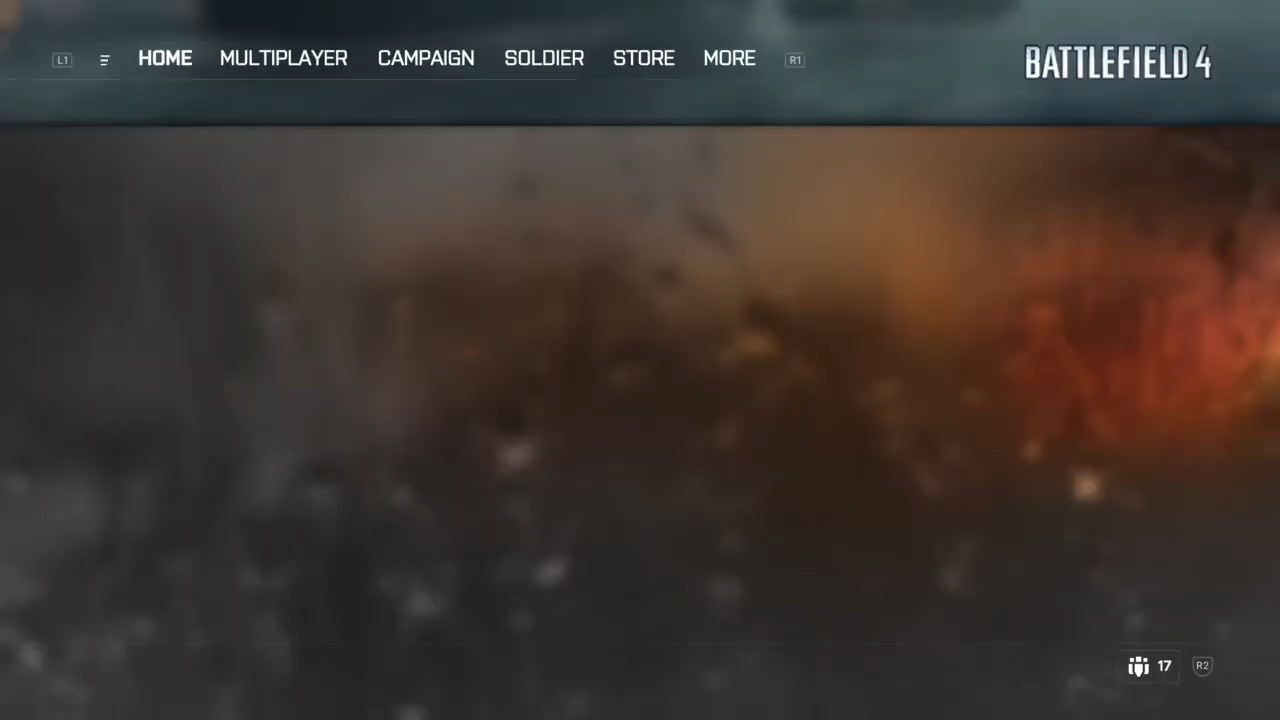 L1 HOME MULTIPLAYER CAMPAIGN SOLDIER STORE MORE R1
BATTLEFIELD 4
17 R2